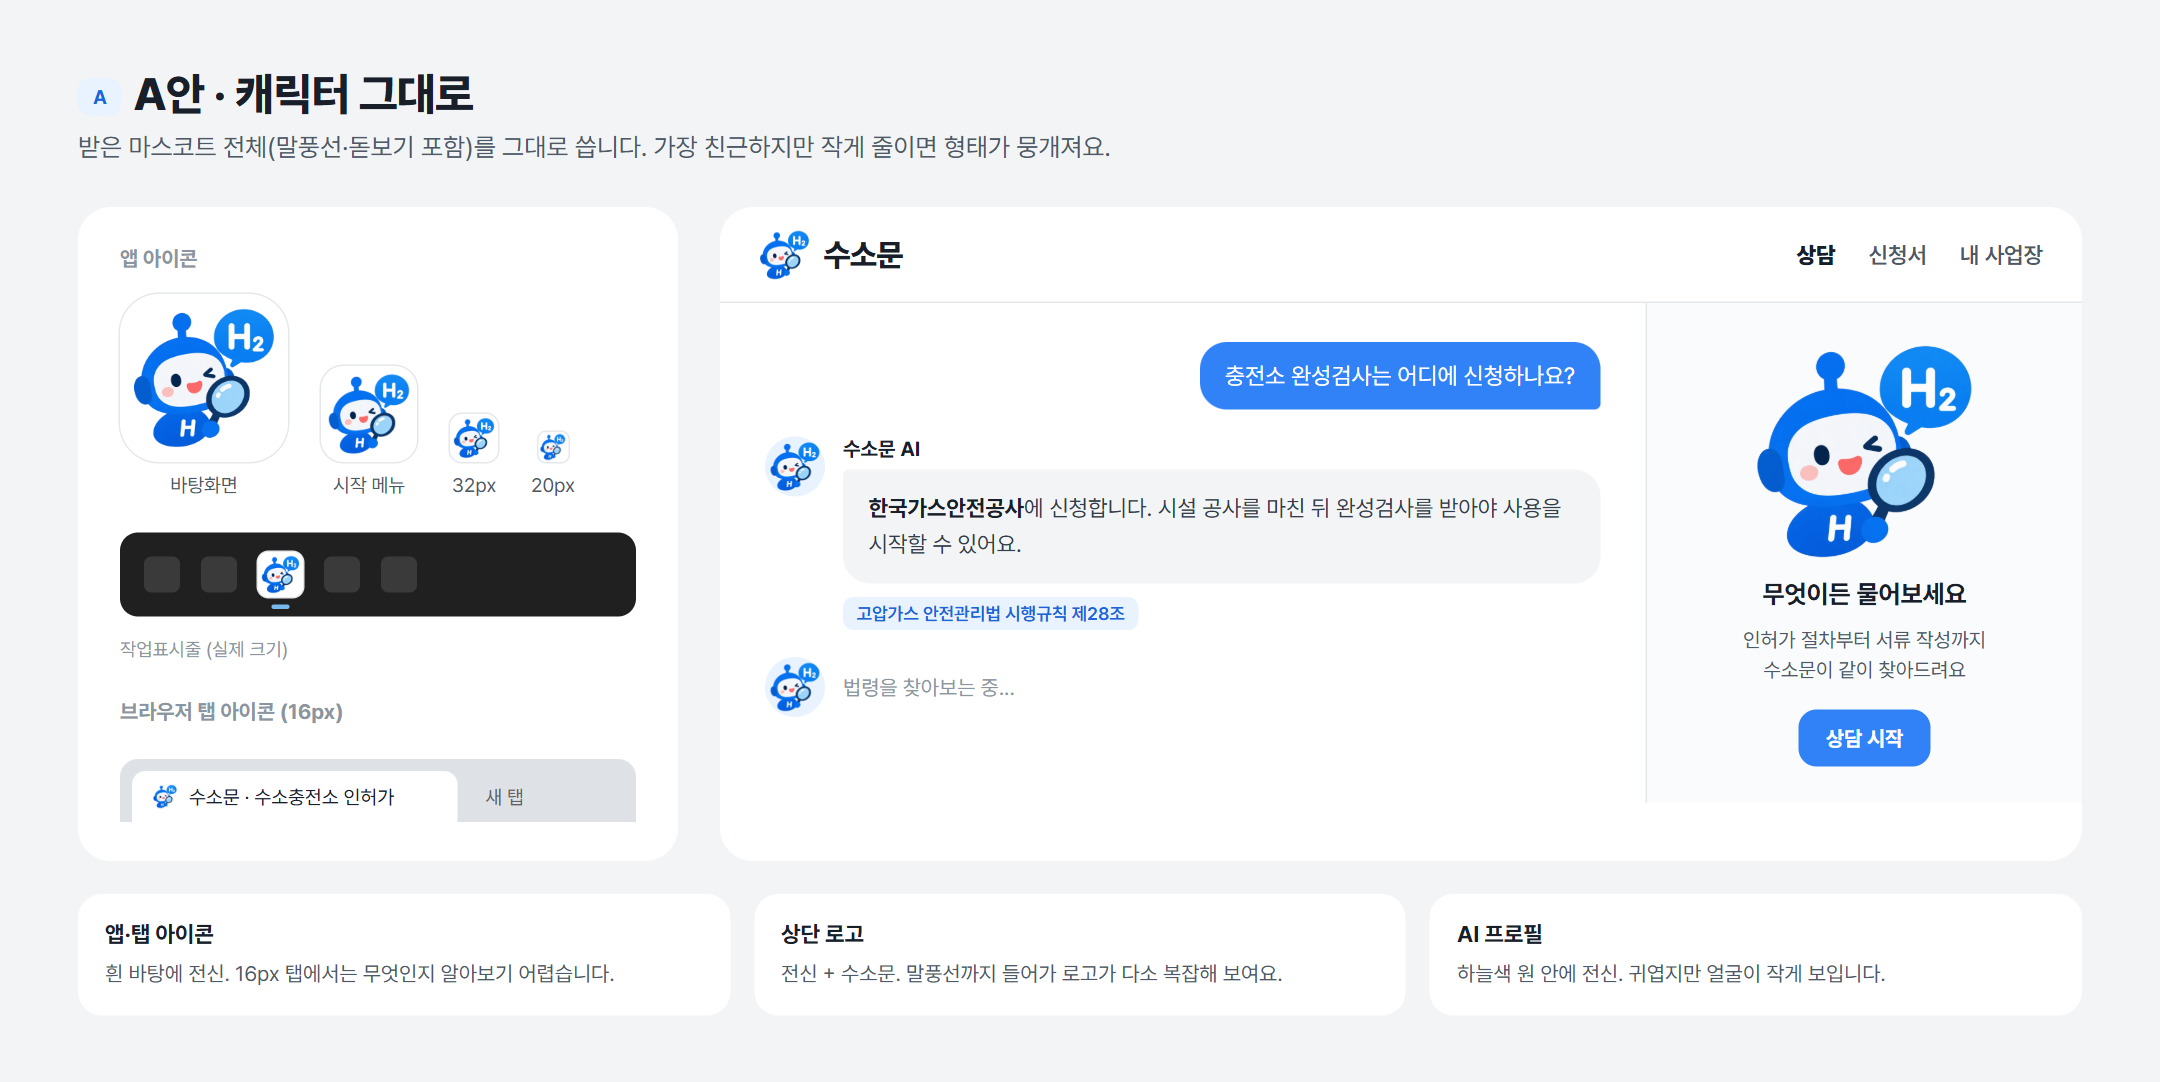 A
A안 · 캐릭터 그대로
받은 마스코트 전체(말풍선·돋보기 포함)를 그대로 씁니다. 가장 친근하지만 작게 줄이면 형태가 뭉개져요.
앱 아이콘
H2
H
H2
H
H2
H
H2
바탕화면
시작 메뉴
32px
20px
H2
H
작업표시줄 (실제 크기)
브라우저 탭 아이콘 (16px)
수소문 · 수소충전소 인허가
새 탭
H2
H
수소문
상담
신청서
내 사업장
충전소 완성검사는 어디에 신청하나요?
H2
H
수소문 AI
한국가스안전공사에 신청합니다. 시설 공사를 마친 뒤 완성검사를 받아야 사용을
시작할 수 있어요.
고압가스 안전관리법 시행규칙 제28조
H2
H
법령을 찾아보는 중...
H2
H
무엇이든 물어보세요
인허가 절차부터 서류 작성까지
수소문이 같이 찾아드려요
상담 시작
앱·탭 아이콘
흰 바탕에 전신. 16px 탭에서는 무엇인지 알아보기 어렵습니다.
상단 로고
전신 + 수소문. 말풍선까지 들어가 로고가 다소 복잡해 보여요.
AI 프로필
하늘색 원 안에 전신. 귀엽지만 얼굴이 작게 보입니다.